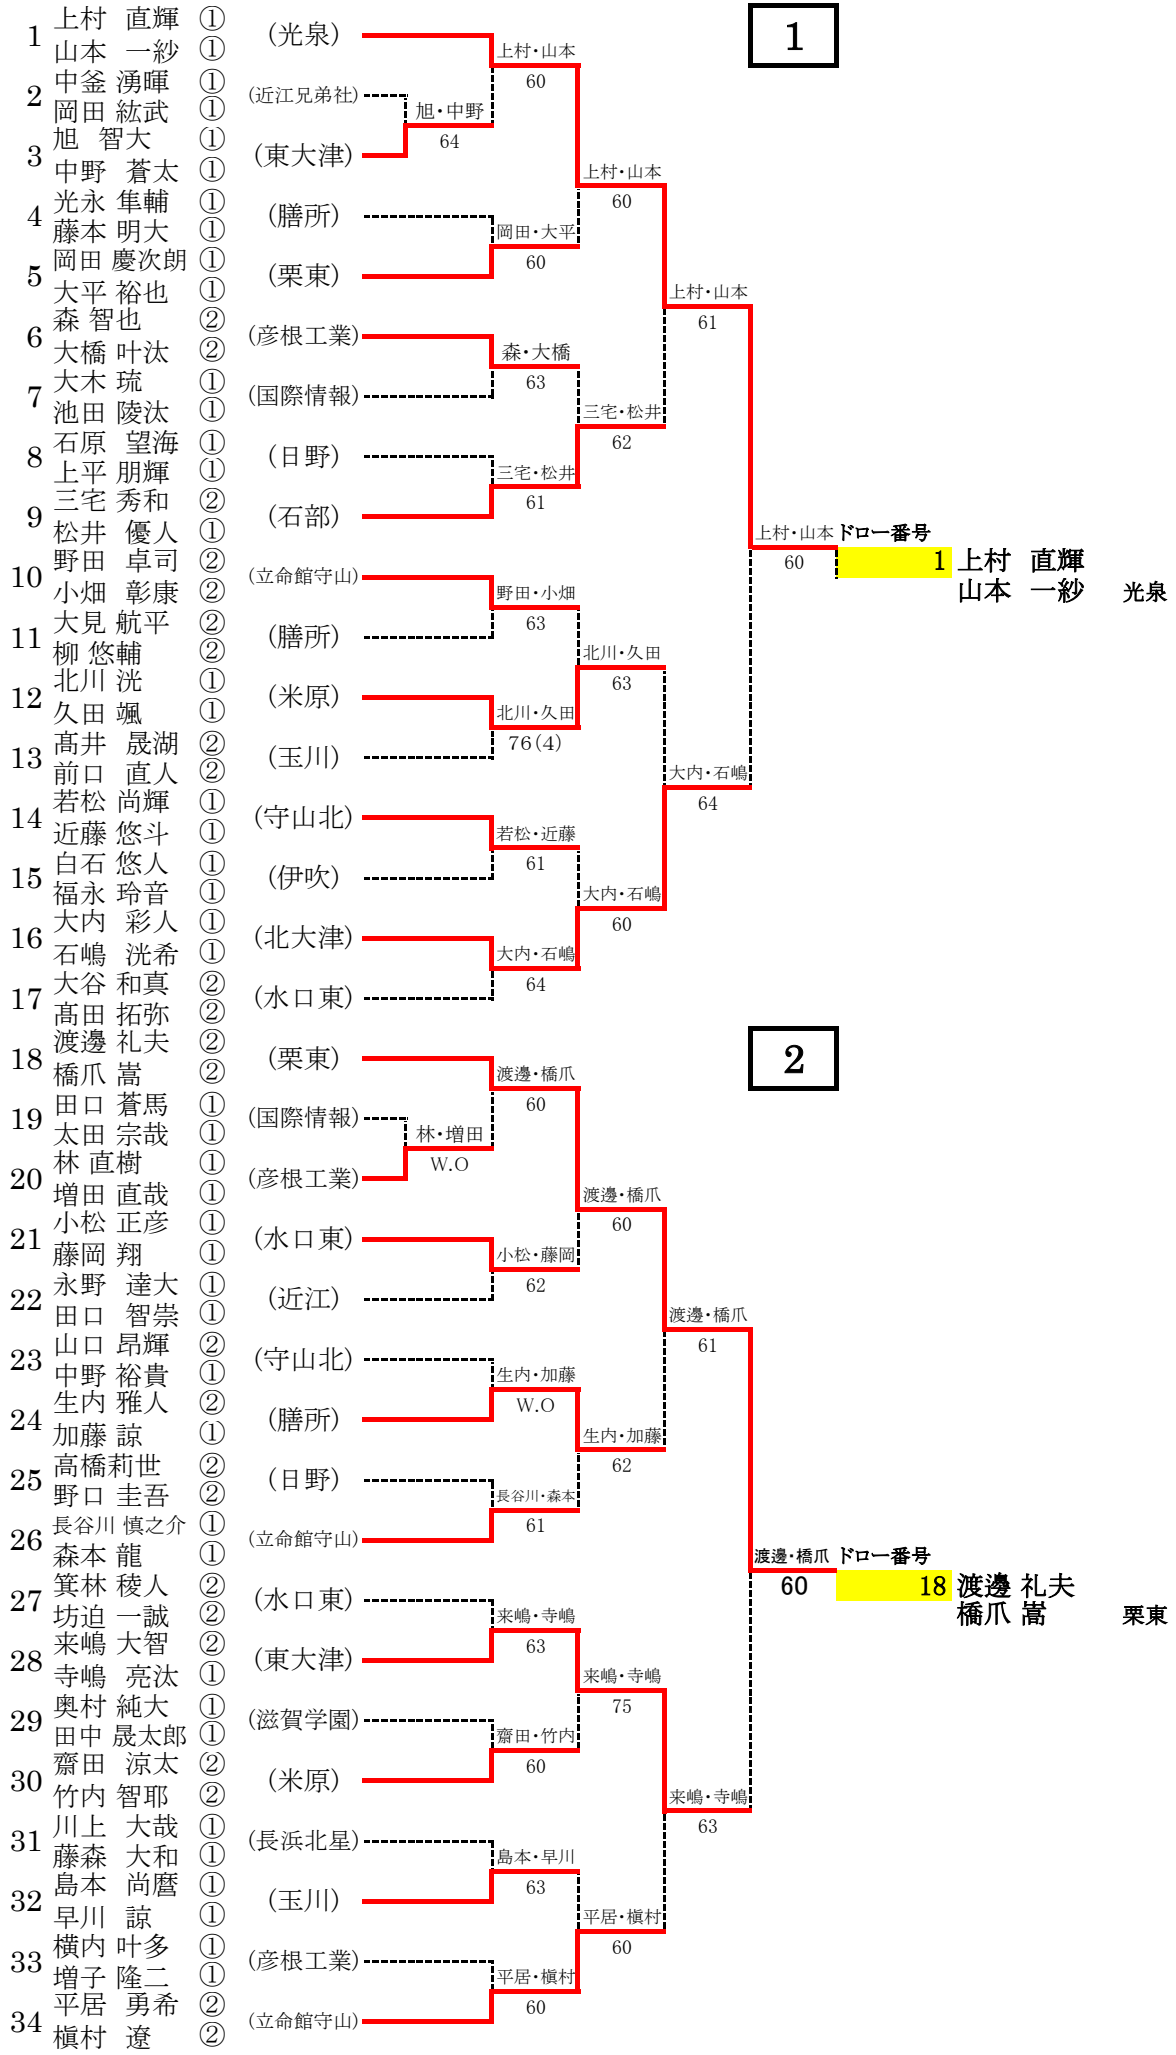 1
上村 直輝 ①
山本 一紗 ①
(光泉)
2
中釜 湧暉 ①
岡田 紘武 ①
(近江兄弟社)
3
旭 智大 ①
中野 蒼太 ①
(東大津)
4
光永 隼輔 ①
藤本 明大 ①
(膳所)
5
岡田 慶次朗 ①
大平 裕也 ①
(栗東)
6
森 智也 ②
大橋 叶汰 ②
(彦根工業)
7
大木 琉 ①
池田 陵汰 ①
(国際情報)
8
石原 望海 ①
上平 朋輝 ①
(日野)
9
三宅 秀和 ②
松井 優人 ①
(石部)
10
野田 卓司 ②
小畑 彰康 ②
(立命館守山)
11
大見 航平 ②
柳 悠輔 ②
(膳所)
12
北川 洸 ①
久田 颯 ①
(米原)
13
髙井 晟湖 ②
前口 直人 ②
(玉川)
14
若松 尚輝 ①
近藤 悠斗 ①
(守山北)
15
白石 悠人 ①
福永 玲音 ①
(伊吹)
16
大内 彩人 ①
石嶋 洸希 ①
(北大津)
17
大谷 和真 ②
髙田 拓弥 ②
(水口東)
1
旭・中野
64
上村・山本
60
岡田・大平
60
森・大橋
63
三宅・松井
61
野田・小畑
63
北川・久田
76(4)
若松・近藤
61
大内・石嶋
64
上村・山本
60
三宅・松井
62
北川・久田
63
大内・石嶋
60
上村・山本
61
大内・石嶋
64
上村・山本
60
ドロー番号
1 上村 直輝
山本 一紗 光泉
18
渡邊 礼夫 ②
橋爪 嵩 ②
(栗東)
19
田口 蒼馬 ①
太田 宗哉 ①
(国際情報)
20
林 直樹 ①
増田 直哉 ①
(彦根工業)
21
小松 正彦 ①
藤岡 翔 ①
(水口東)
22
永野 達大 ①
田口 智崇 ①
(近江)
23
山口 昂輝 ②
中野 裕貴 ①
(守山北)
24
生内 雅人 ②
加藤 諒 ①
(膳所)
25
高橋莉世 ②
野口 圭吾 ②
(日野)
26
長谷川 慎之介 ①
森本 龍 ①
(立命館守山)
27
箕林 稜人 ②
坊迫 一誠 ②
(水口東)
28
来嶋 大智 ②
寺嶋 亮汰 ①
(東大津)
29
奥村 純大 ①
田中 晟太郎 ①
(滋賀学園)
30
齋田 涼太 ②
竹内 智耶 ②
(米原)
31
川上 大哉 ①
藤森 大和 ①
(長浜北星)
32
島本 尚麿 ①
早川 諒 ①
(玉川)
33
横内 叶多 ①
増子 隆二 ①
(彦根工業)
34
平居 勇希 ②
槇村 遼 ②
(立命館守山)
2
林・増田
W.O
渡邊・橋爪
60
小松・藤岡
62
生内・加藤
W.O
長谷川・森本
61
来嶋・寺嶋
63
齋田・竹内
60
島本・早川
63
平居・槇村
60
渡邊・橋爪
60
生内・加藤
62
来嶋・寺嶋
75
平居・槇村
60
渡邊・橋爪
61
来嶋・寺嶋
63
渡邊・橋爪
60
ドロー番号
18 渡邊 礼夫
橋爪 嵩 栗東